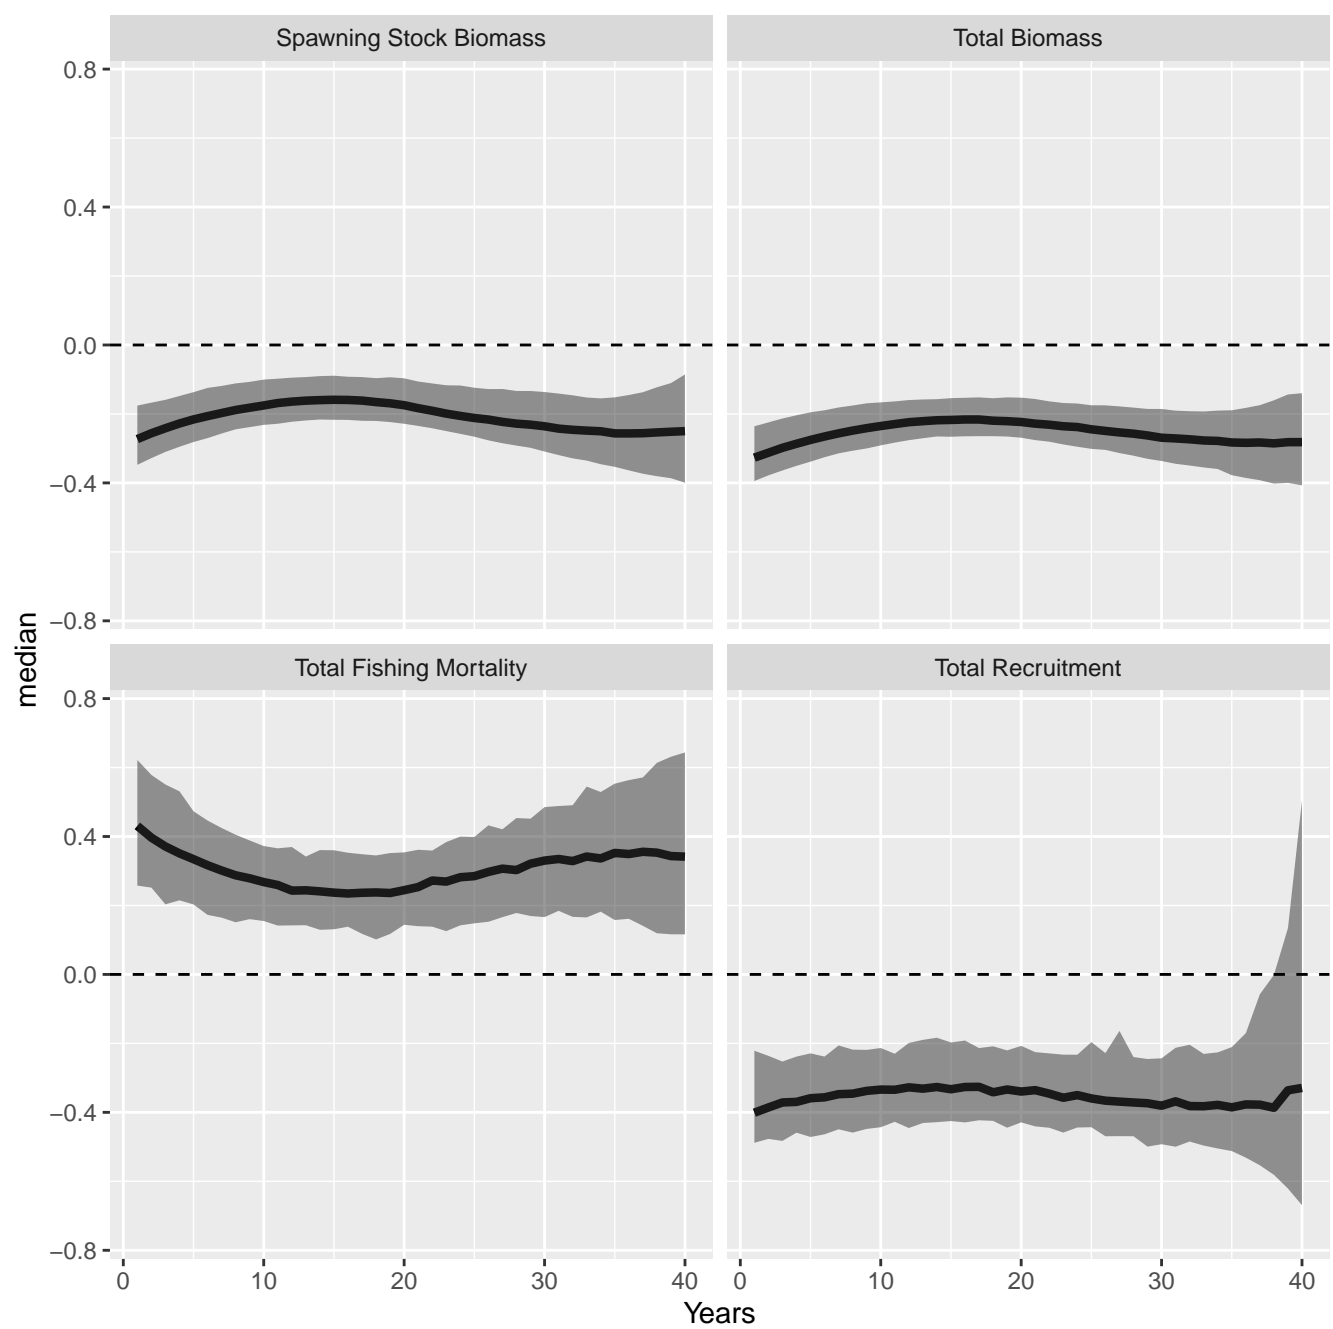 Spawning Stock Biomass
Total Biomass
0.8
0.4
0.0
−0.4
−0.8
median
Total Fishing Mortality
Total Recruitment
0.8
0.4
0.0
−0.4
−0.8
0 10 20 30 40
0 10 20 30 40
Years